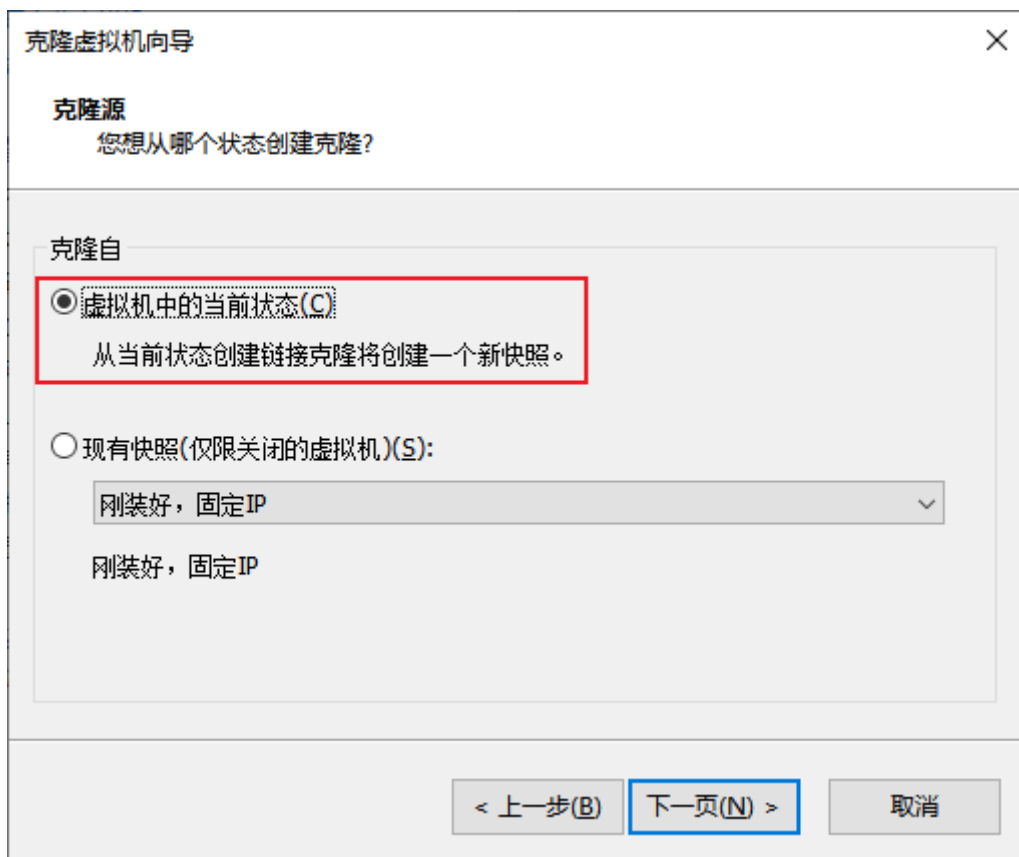 克隆虚拟机向导
克隆源
您想从哪个状态创建克隆?
克隆自
虚拟机中的当前状态(C)
从当前状态创建链接克隆将创建一个新快照。
现有快照(仅限关闭的虚拟机)(S):
刚装好，固定IP
刚装好，固定IP
< 上一步(B)
下一页(N) >
取消